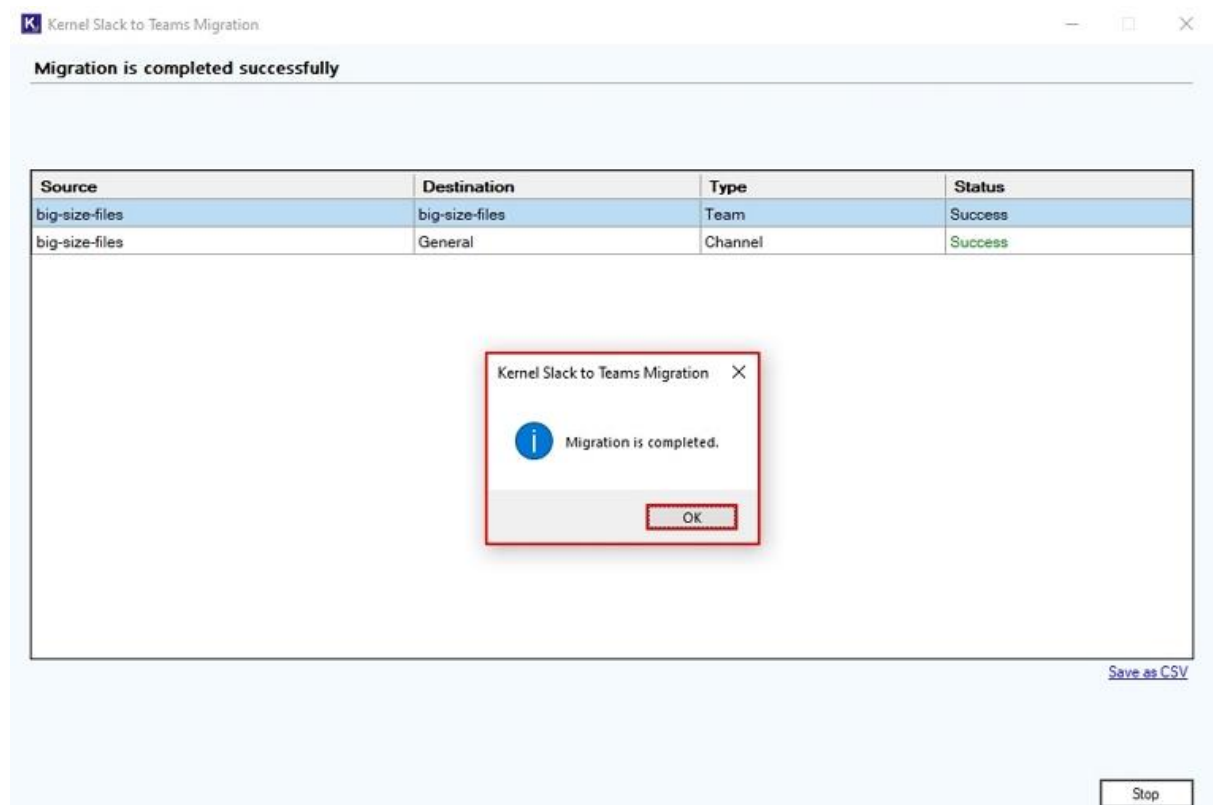 K Kernel Slack to Teams Migration
Migration is completed successfully
Source Destination Type Status
big-size-files big-size-files Team Success
big-size-files General Channel Success
Kernel Slack to Teams Migration
i Migration is completed.
OK
Save as CSV
Stop